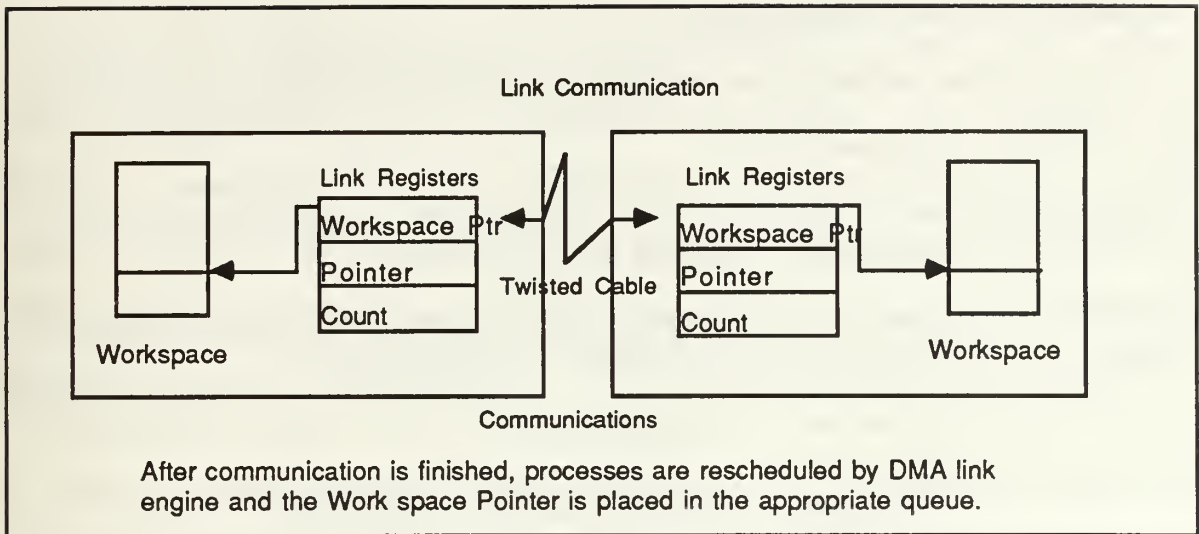 Link Communication
Link Registers
Workspace Ptr
Pointer
Count
Workspace
Twisted Cable
Link Registers
Workspace Ptr
Pointer
Count
Workspace
Communications
After communication is finished, processes are rescheduled by DMA link
engine and the Work space Pointer is placed in the appropriate queue.